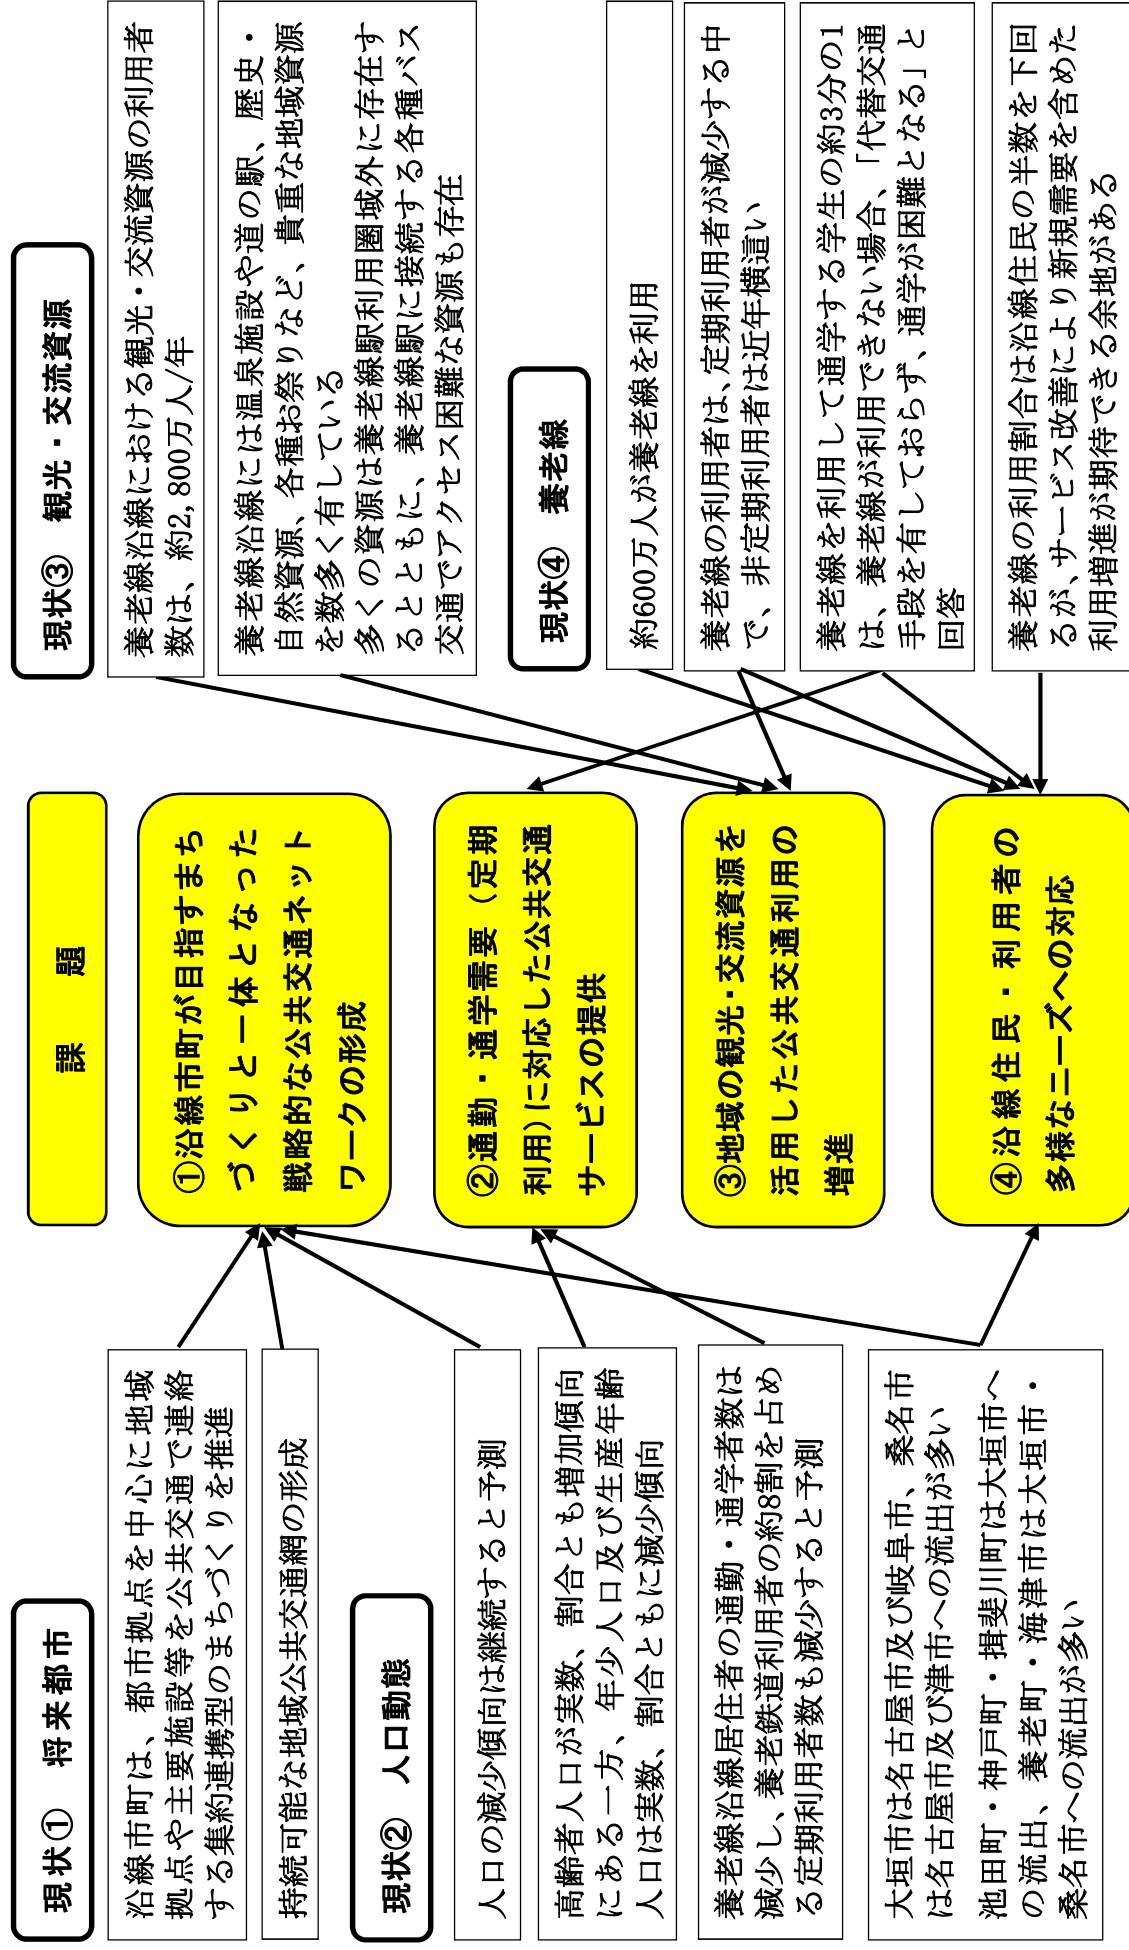 現状① 将来都市
沿線市町は、都市拠点を中心に地域
拠点や主要施設等を公共交通で連絡
する集約連携型のまちづくりを推進
持続可能な地域公共交通網の形成
現状② 人口動態
人口の減少傾向は継続すると予測
高齢者人口が実数、割合とも増加傾向
にある一方、年少人口及び生産年齢
人口は実数、割合ともに減少傾向
養老線沿線居住者の通勤・通学者数は
減少し、養老鉄道利用者の約8割を占め
る定期利用者数も減少すると予測
大垣市は名古屋市及び岐阜市、桑名市
は名古屋市及び津市への流出が多い
池田町・神戸町・揖斐川町は大垣市へ
の流出、養老町・海津市は大垣市・
桑名市への流出が多い
課 題
①沿線市町が目指すまち
づくりと一体となった
戦略的な公共交通ネット
ワークの形成
②通勤・通学需要（定期
利用）に対応した公共交通
サービスの提供
③地域の観光・交流資源を
活用した公共交通利用の
増進
④沿線住民・利用者の
多様なニーズへの対応
現状③ 観光・交流資源
養老線沿線における観光・交流資源の利用者
数は、約2,800万人/年
養老線沿線には温泉施設や道の駅、歴史・
自然資源、各種お祭りなど、貴重な地域資源
を数多く有している
多くの資源は養老線駅利用圏域外に存在す
るとともに、養老線駅に接続する各種バス
交通でアクセス困難な資源も存在
現状④ 養老線
約600万人が養老線を利用
養老線の利用者は、定期利用者が減少する中
で、非定期利用者は近年横這い
養老線を利用して通学する学生の約3分の1
は、養老線が利用できない場合、「代替交通
手段を有しておらず、通学が困難となる」と
回答
養老線の利用割合は沿線住民の半数を下回
るが、サービス改善により新規需要を含めた
利用増進が期待できる余地がある